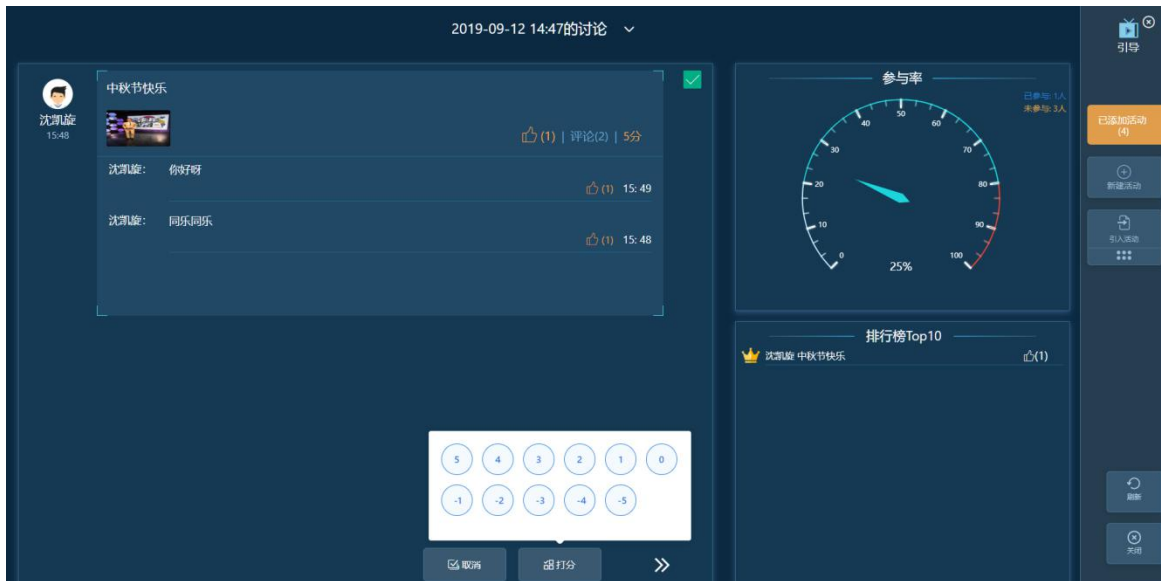 2019-09-12 14:47的讨论
引导
沈凯旋
15:48
中秋节快乐
(1) | 评论(2) | 5分
沈凯旋: 你好呀
(1) 15:49
沈凯旋: 同乐同乐
(1) 15:48
参与率
已参与: 1人
未参与: 3人
0
10
20
30
40
50
60
70
80
90
100
25%
排行榜Top10
沈凯旋 中秋节快乐 (1)
5 4 3 2 1 0
-1 -2 -3 -4 -5
取消 打分
已添加活动
(4)
新建活动
引入活动
刷新
关闭